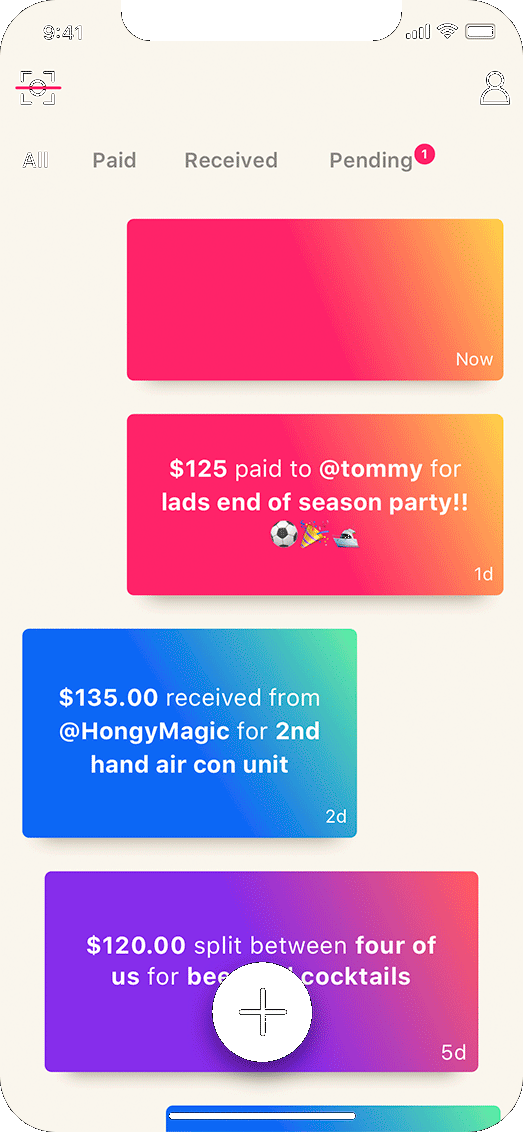 9:41
All Paid Received Pending 1
Now
$125 paid to @tommy for
lads end of season party!!
⚽🎉🛳
1d
$135.00 received from
@HongyMagic for 2nd
hand air con unit
2d
$120.00 split between four of
us for cocktails
5d